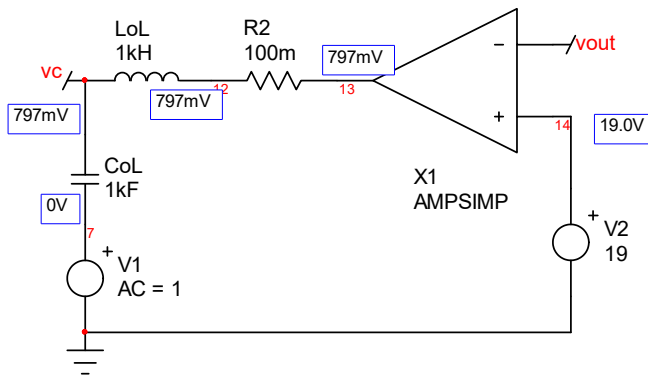 LoL
1kH
R2
100m
797mV
vout
vc
797mV
12
13
797mV
14
19.0V
CoL
1kF
X1
AMPSIMP
0V
7
V1
AC = 1
V2
19